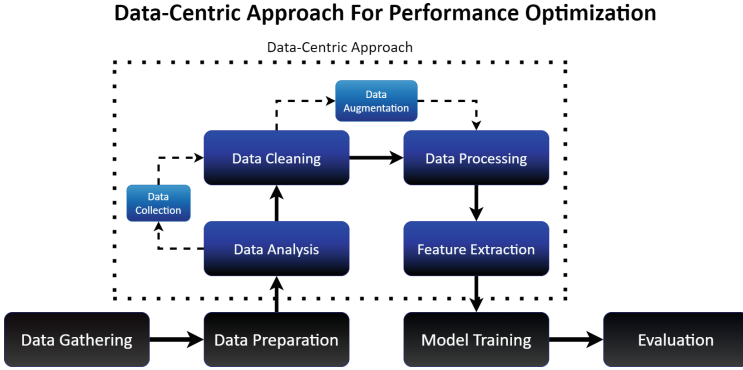 Data-Centric Approach For Performance Optimization
Data-Centric Approach
Data
Augmentation
Data Cleaning
Data Processing
Data
Collection
Data Analysis
Feature Extraction
Data Gathering
Data Preparation
Model Training
Evaluation